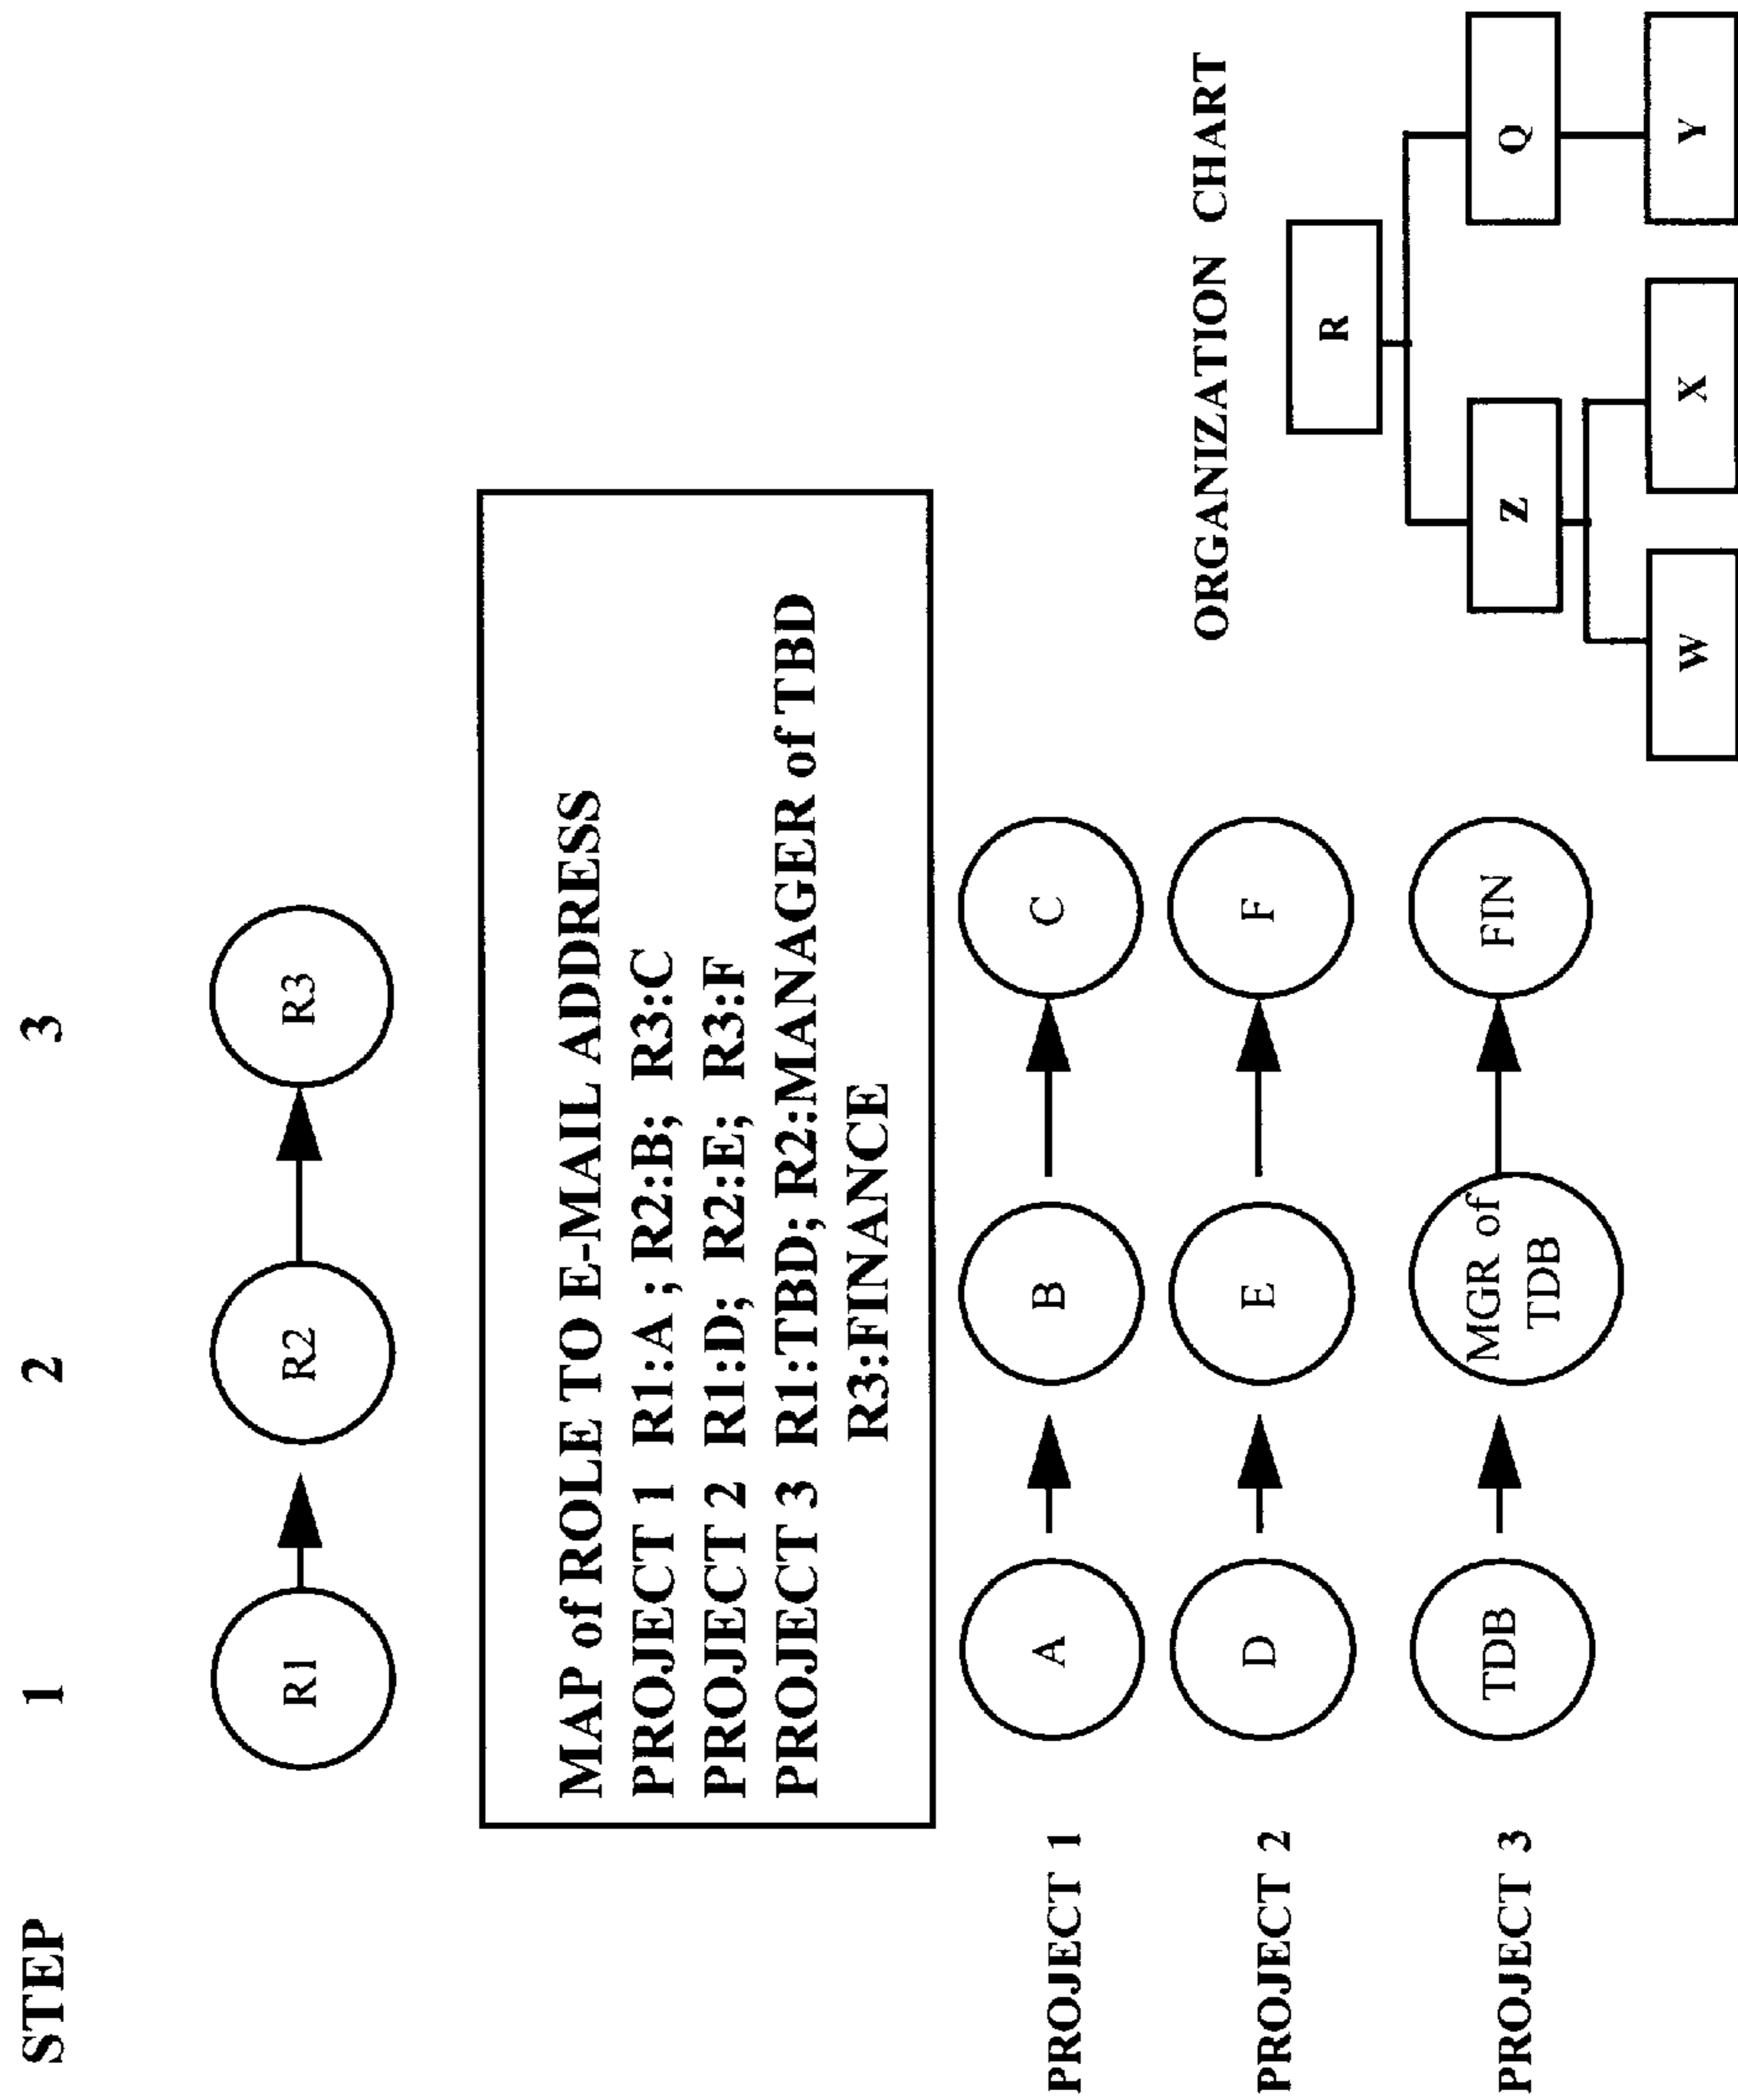 STEP 1 2 3
R1 R2 R3
MAP of ROLE TO E-MAIL ADDRESS
PROJECT 1 R1:A ; R2:B; R3:C
PROJECT 2 R1:D; R2:E; R3:F
PROJECT 3 R1:TBD; R2:MANAGER of TBD
R3:FINANCE
PROJECT 1 A B C
PROJECT 2 D E F
PROJECT 3 TDB MGR of
TDB
FIN
ORGANIZATION CHART
R
Z Q
W X Y